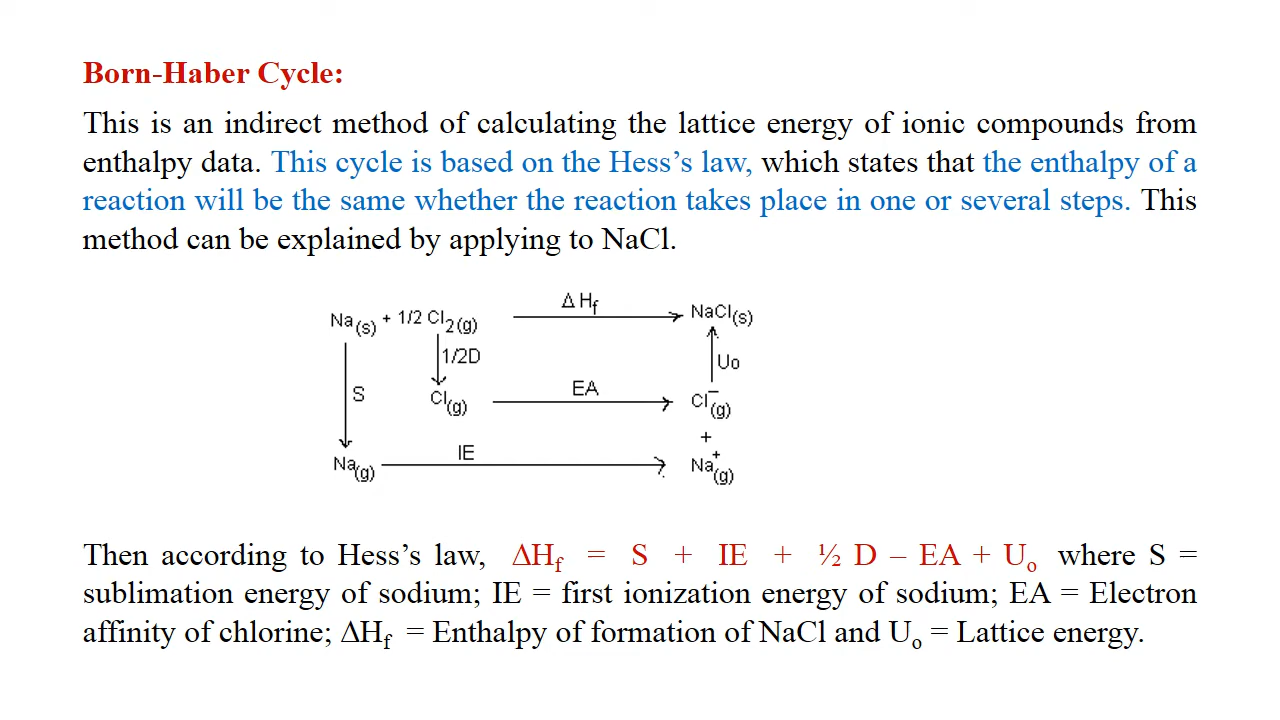 Born-Haber Cycle:
This is an indirect method of calculating the lattice energy of ionic compounds from
enthalpy data. This cycle is based on the Hess’s law, which states that the enthalpy of a
reaction will be the same whether the reaction takes place in one or several steps. This
method can be explained by applying to NaCl.
Δ Hf
Na(s) + 1/2 Cl2(g) NaCl(s)
1/2D Uo
S Cl(g) EA Cl⁻(g)
+
IE
Na(g) Na⁺(g)
Then according to Hess’s law, ΔHf = S + IE + ½ D – EA + Uo where S =
sublimation energy of sodium; IE = first ionization energy of sodium; EA = Electron
affinity of chlorine; ΔHf = Enthalpy of formation of NaCl and Uo = Lattice energy.